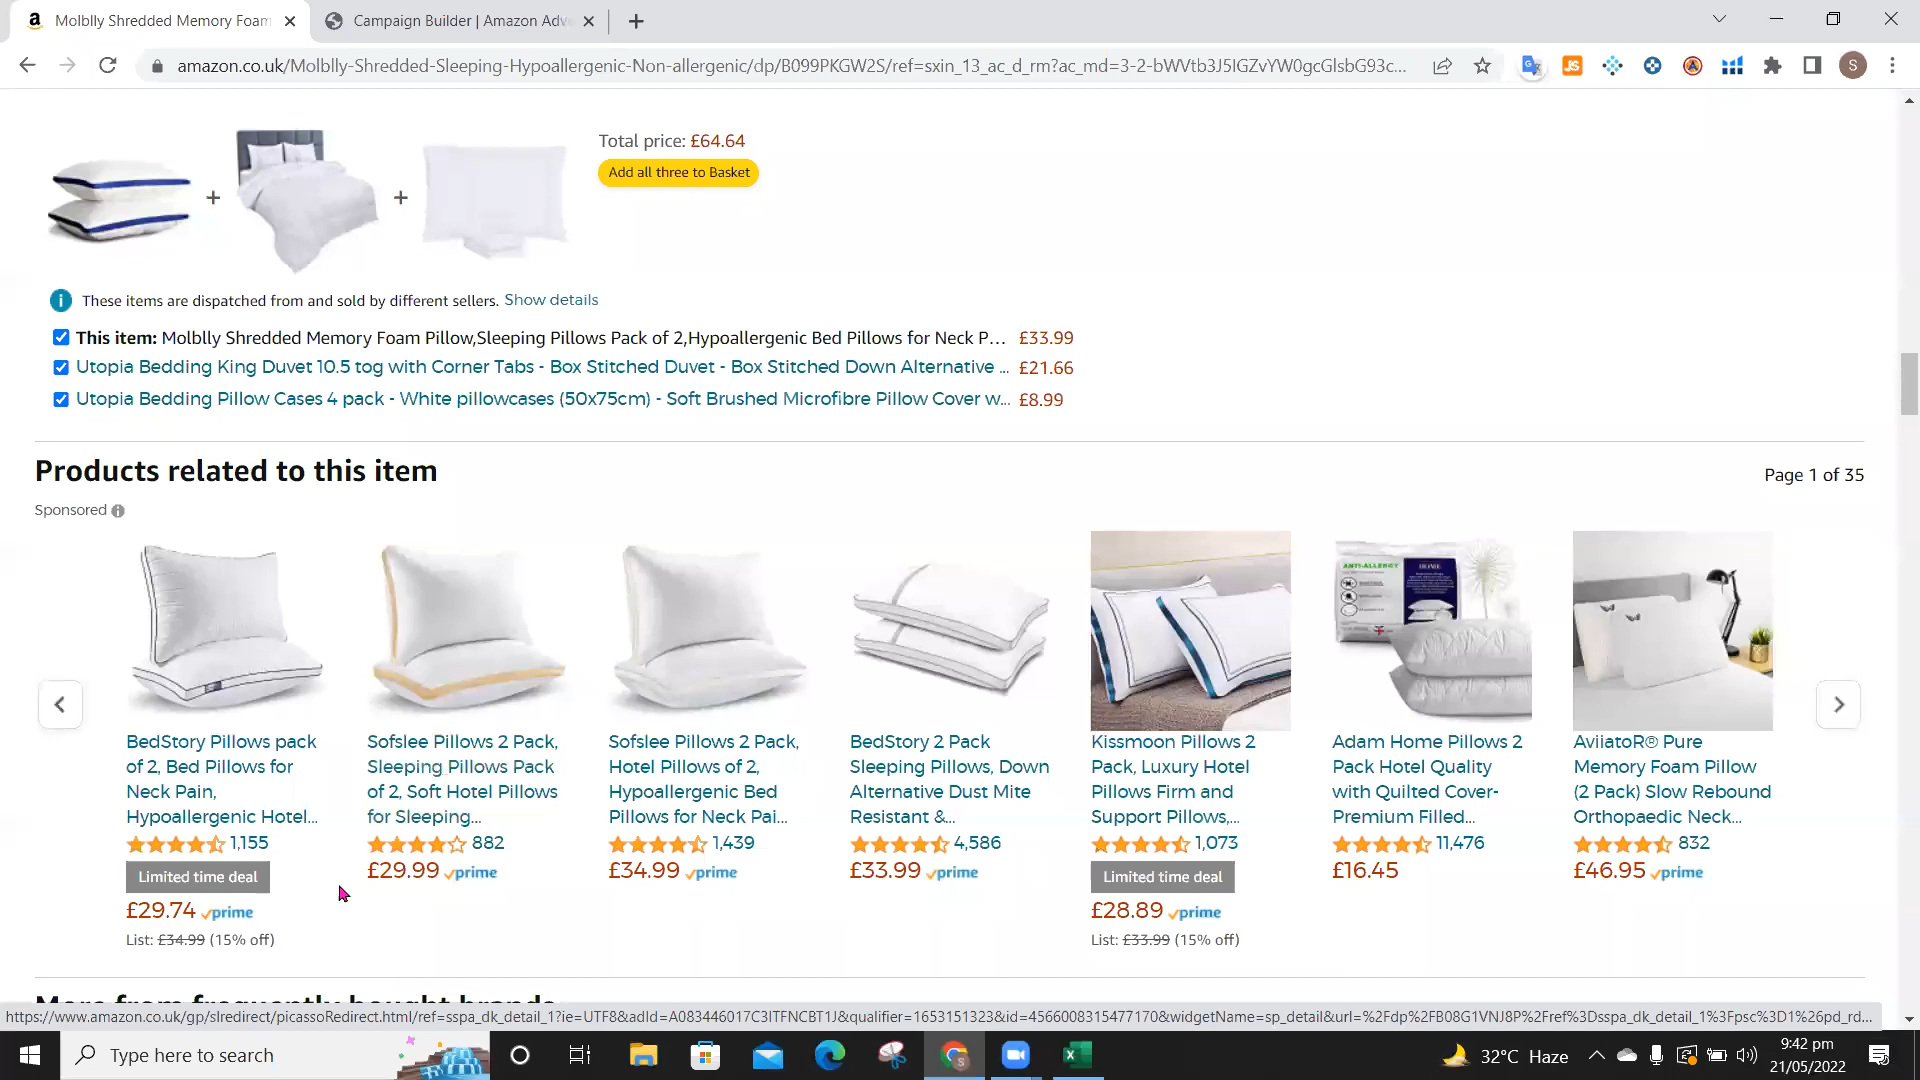 Molblly Shredded Memory Foam
Campaign Builder | Amazon Adve
amazon.co.uk/Molblly-Shredded-Sleeping-Hypoallergenic-Non-allergenic/dp/B099PKGW2S/ref=sxin_13_ac_d_rm?ac_md=3-2-bWVtb3J5IGZvYW0gcGlsbG93c...
S
Total price: £64.64
Add all three to Basket
These items are dispatched from and sold by different sellers. Show details
This item: Molblly Shredded Memory Foam Pillow,Sleeping Pillows Pack of 2,Hypoallergenic Bed Pillows for Neck P... £33.99
Utopia Bedding King Duvet 10.5 tog with Corner Tabs - Box Stitched Duvet - Box Stitched Down Alternative ... £21.66
Utopia Bedding Pillow Cases 4 pack - White pillowcases (50x75cm) - Soft Brushed Microfibre Pillow Cover w... £8.99
Products related to this item
Page 1 of 35
Sponsored
ANTI-ALLERGY
HOME
BedStory Pillows pack
of 2, Bed Pillows for
Neck Pain,
Hypoallergenic Hotel...
1,155
Limited time deal
£29.74 prime
List: £34.99 (15% off)
Sofslee Pillows 2 Pack,
Sleeping Pillows Pack
of 2, Soft Hotel Pillows
for Sleeping...
882
£29.99 prime
Sofslee Pillows 2 Pack,
Hotel Pillows of 2,
Hypoallergenic Bed
Pillows for Neck Pai...
1,439
£34.99 prime
BedStory 2 Pack
Sleeping Pillows, Down
Alternative Dust Mite
Resistant &...
4,586
£33.99 prime
Kissmoon Pillows 2
Pack, Luxury Hotel
Pillows Firm and
Support Pillows,...
1,073
Limited time deal
£28.89 prime
List: £33.99 (15% off)
Adam Home Pillows 2
Pack Hotel Quality
with Quilted Cover-
Premium Filled...
11,476
£16.45
AviiatoR® Pure
Memory Foam Pillow
(2 Pack) Slow Rebound
Orthopaedic Neck...
832
£46.95 prime
More from frequently bought brands
https://www.amazon.co.uk/gp/slredirect/picassoRedirect.html/ref=sspa_dk_detail_1?ie=UTF8&adId=A083446017C3ITFNCBT1J&qualifier=1653151323&id=4566008315477170&widgetName=sp_detail&url=%2Fdp%2FB08G1VNJ8P%2Fref%3Dsspa_dk_detail_1%3Fpsc%3D1%26pd_rd...
Type here to search
32°C Haze
9:42 pm
21/05/2022